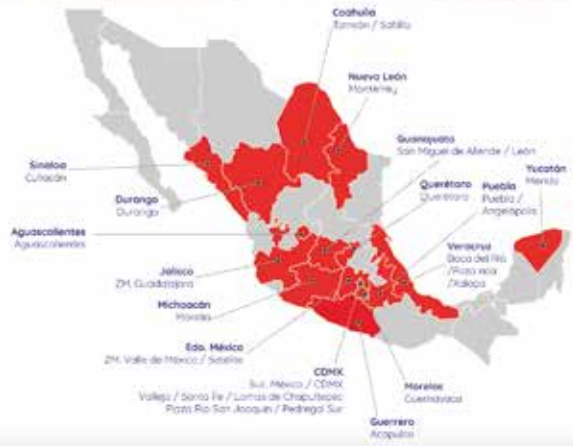 Coahuila
Torreón / Saltillo
Nuevo León
Monterrey
Guanajuato
San Miguel de Allende / León
Yucatán
Mérida
Querétaro
Querétaro
Puebla
Puebla /
Angelópolis
Sinaloa
Culiacán
Durango
Durango
Aguascalientes
Aguascalientes
Veracruz
Boca del Río
/ Poza Rica
/ Xalapa
Jalisco
ZM. Guadalajara
Michoacán
Morelia
Edo. México
ZM. Valle de México / Satélite
CDMX
Sur. México / CDMX
Vallejo / Santa Fe / Lomas de Chapultepec
Plaza Río San Joaquín / Pedregal Sur
Morelos
Cuernavaca
Guerrero
Acapulco